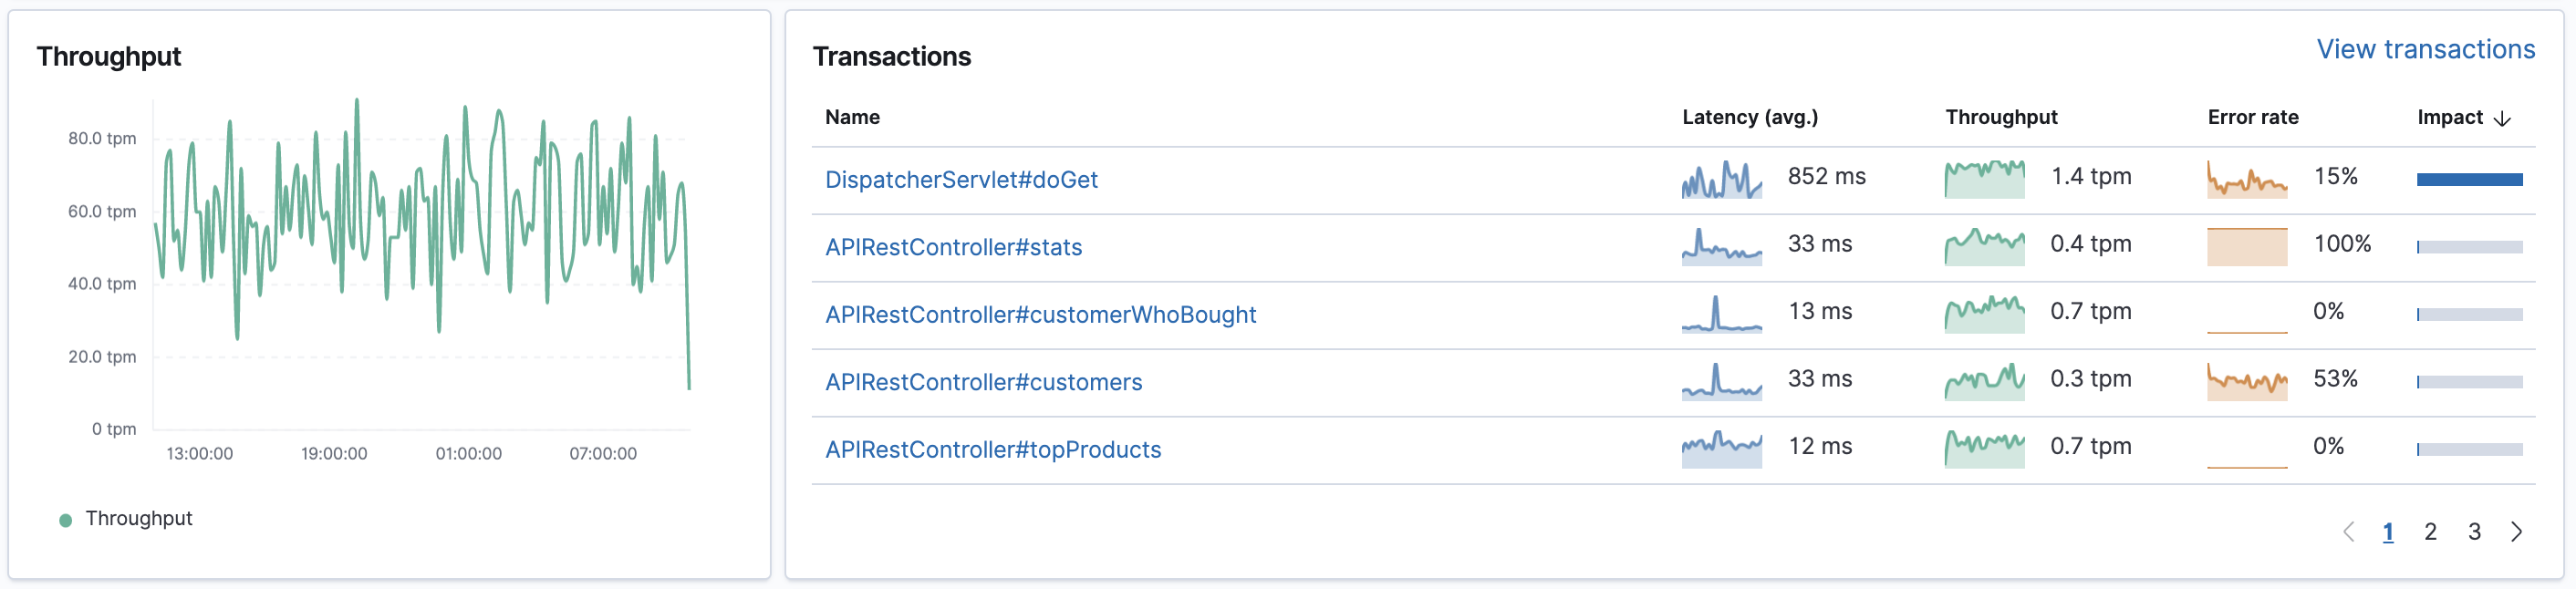 Throughput
80.0 tpm
60.0 tpm
40.0 tpm
20.0 tpm
0 tpm
13:00:00 19:00:00 01:00:00 07:00:00
Throughput
Transactions
View transactions
Name Latency (avg.) Throughput Error rate Impact
DispatcherServlet#doGet 852 ms 1.4 tpm 15%
APIRestController#stats 33 ms 0.4 tpm 100%
APIRestController#customerWhoBought 13 ms 0.7 tpm 0%
APIRestController#customers 33 ms 0.3 tpm 53%
APIRestController#topProducts 12 ms 0.7 tpm 0%
1 2 3